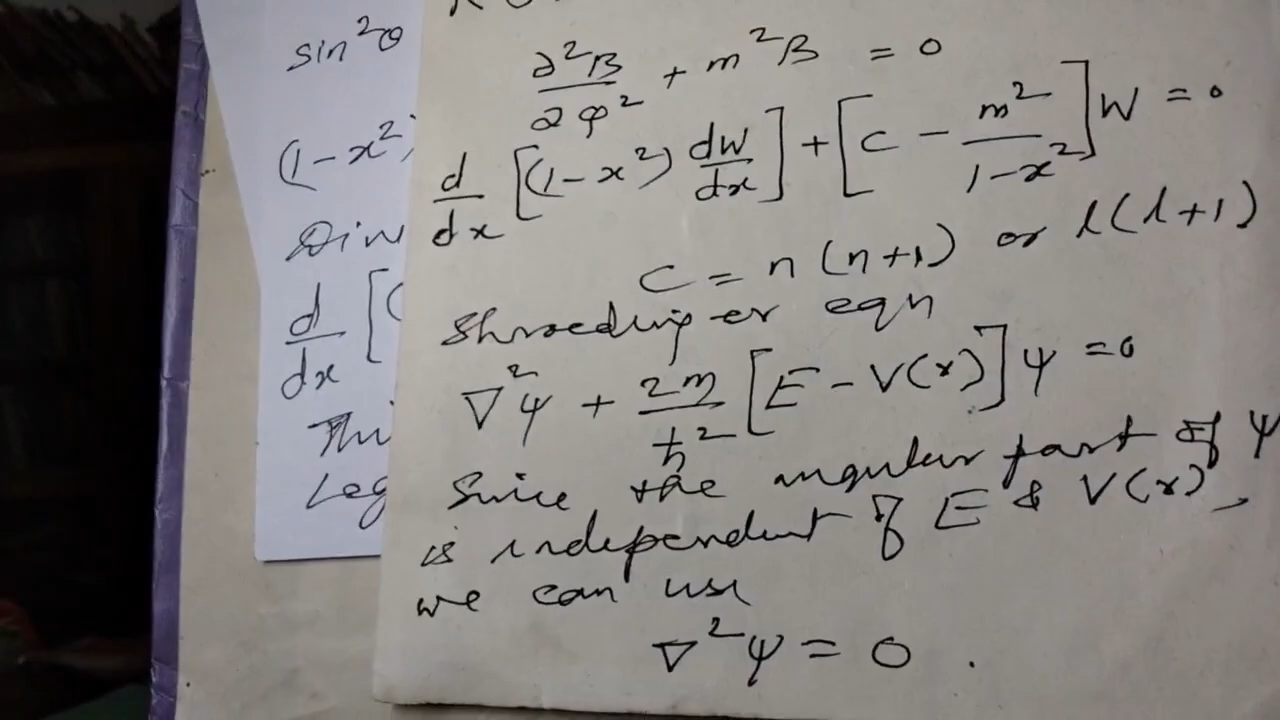 sin²θ
(1-x²)
d/dx [(
∂²B/∂φ² + m²B = 0
d/dx [(1-x²) dW/dx] + [c - m²/1-x²] W = 0
C = n(n+1) or l(l+1)
Shroedinger eqn
∇²ψ + 2m/ħ² [E - V(r)] ψ = 0
Since the angular part of ψ
is independent of E & V(r),
we can use
∇²ψ = 0.